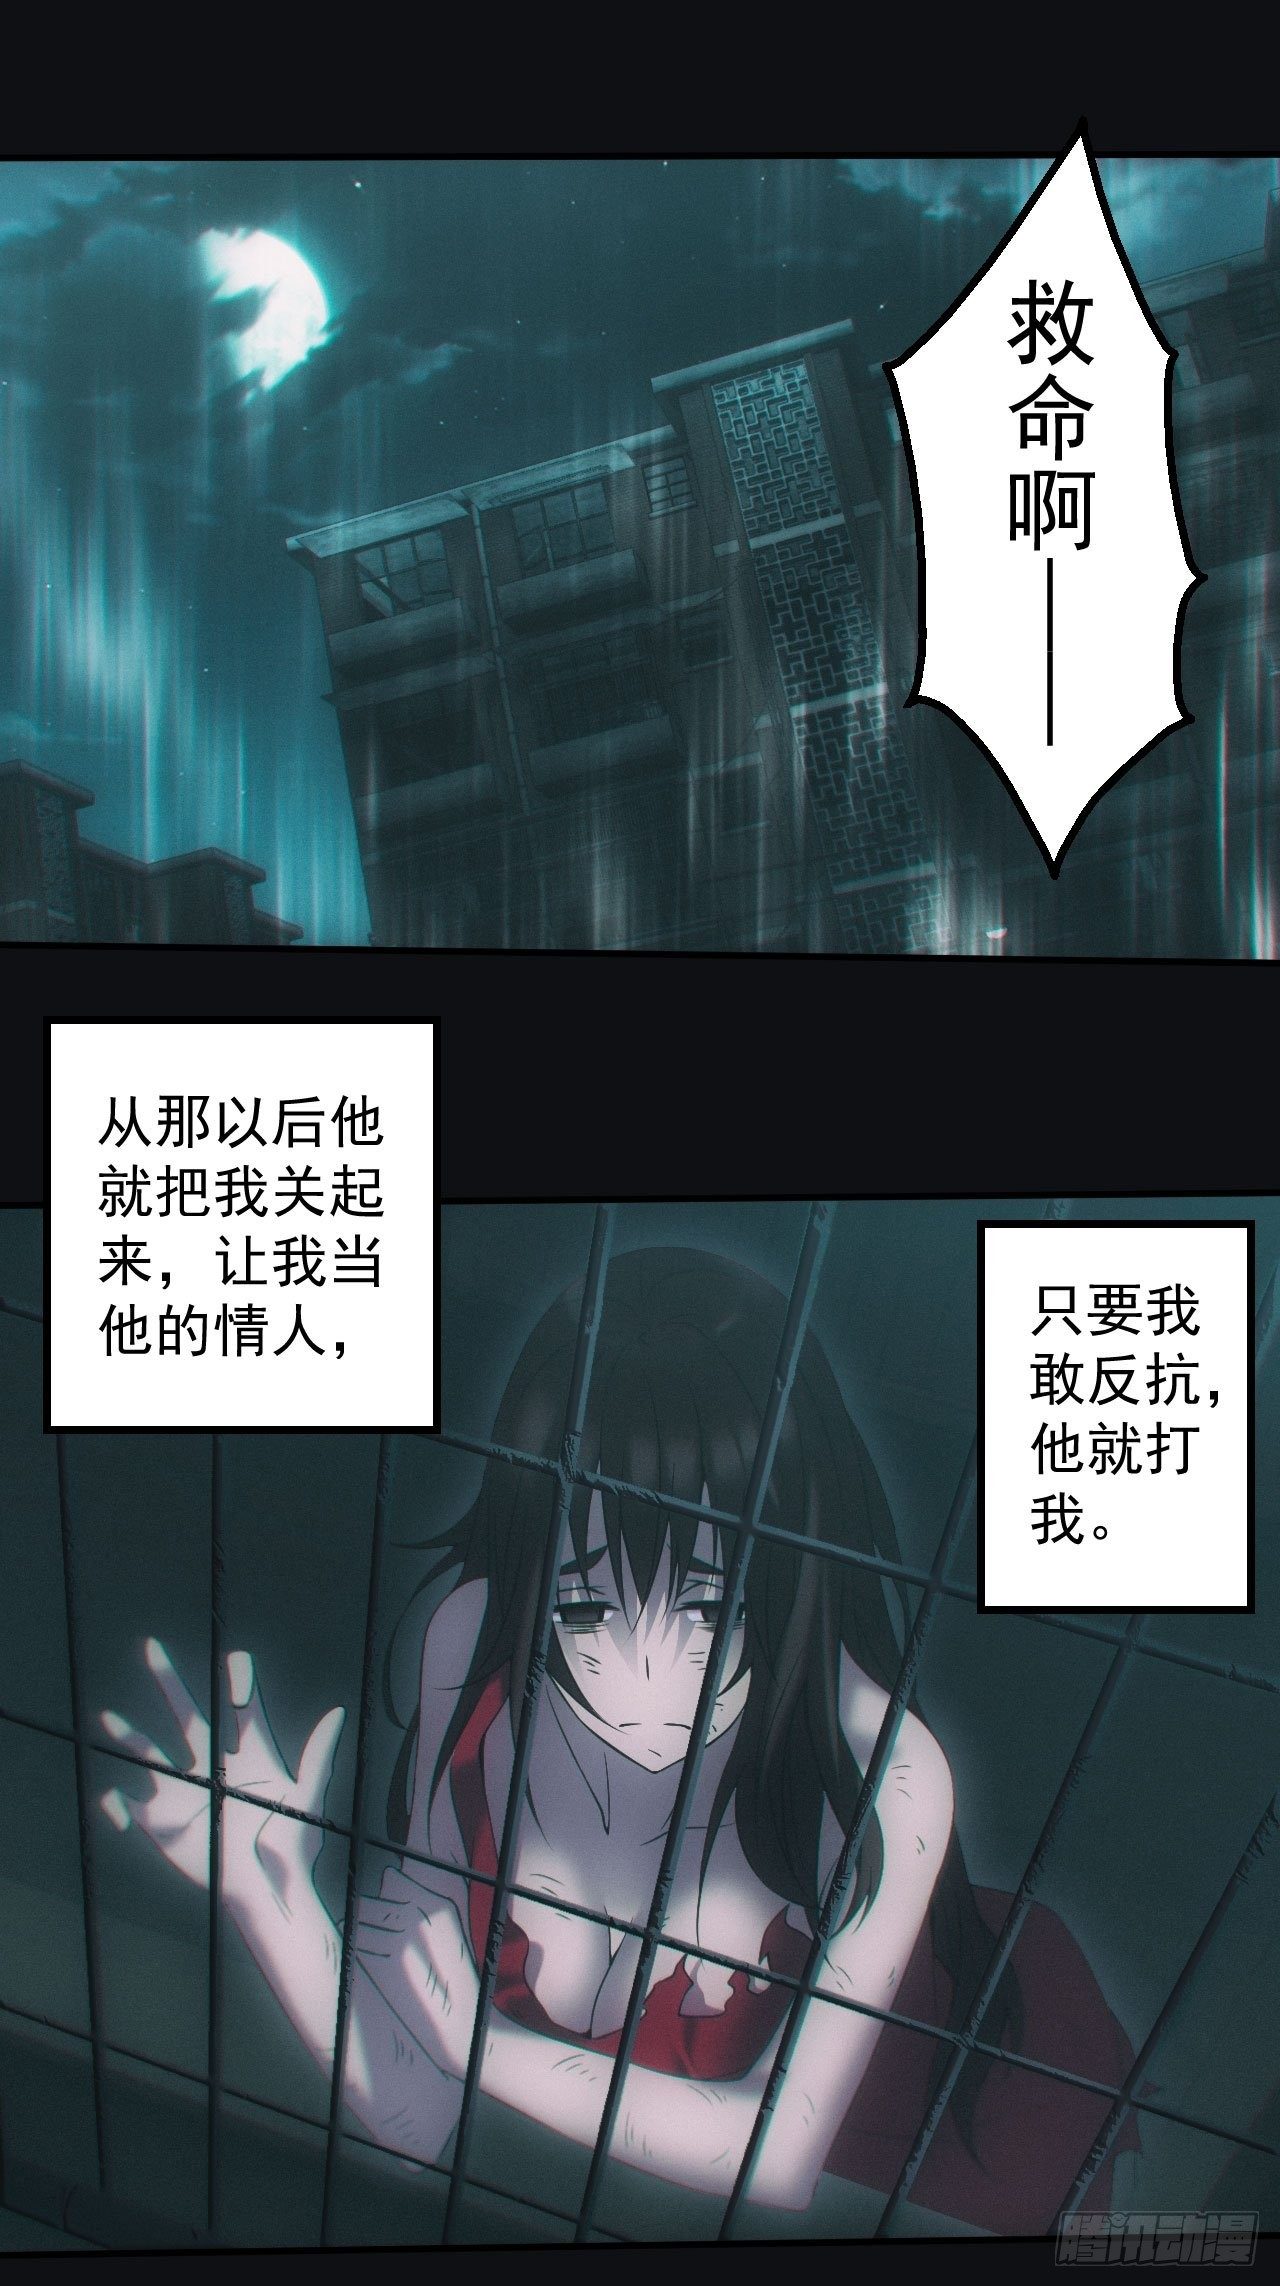 救命啊——
从那以后他
就把我关起
来，让我当
他的情人，
只要我
敢反抗，
他就打
我。
腾讯动漫